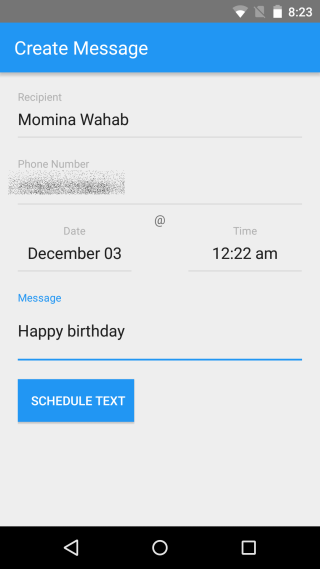 8:23
Create Message
Recipient
Momina Wahab
Phone Number
@
Date Time
December 03 12:22 am
Message
Happy birthday
SCHEDULE TEXT